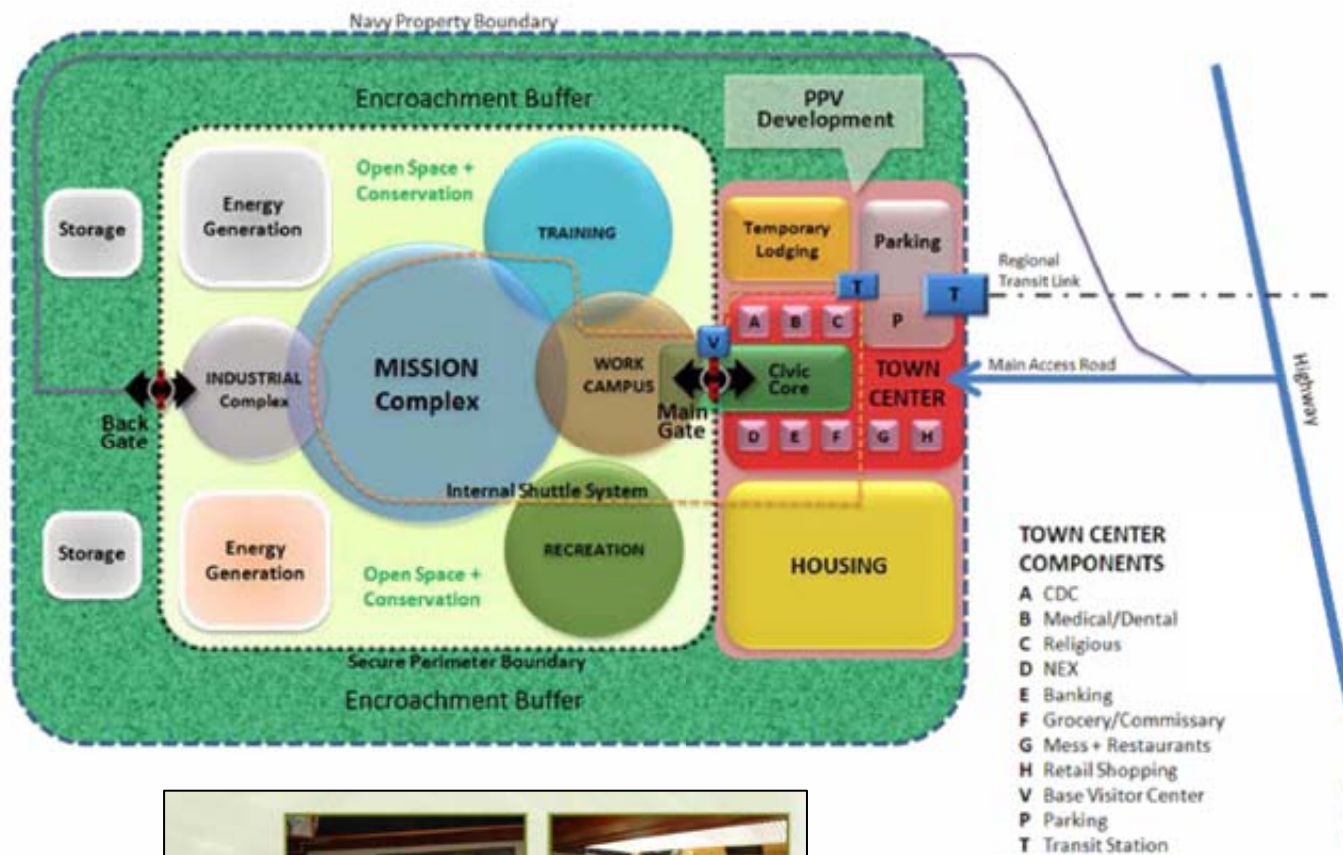 Navy Property Boundary
Encroachment Buffer
PPV
Development
Open Space +
Conservation
Energy
Generation
Storage
TRAINING
Temporary
Lodging
Parking
Regional
Transit Link
T
T
A
B
C
P
V
INDUSTRIAL
Complex
MISSION
Complex
WORK
CAMPUS
Civic
Core
TOWN
CENTER
Main Access Road
Highway
Back
Gate
Main
Gate
D
E
F
G
H
Internal Shuttle System
Storage
Energy
Generation
Open Space +
Conservation
RECREATION
HOUSING
Secure Perimeter Boundary
Encroachment Buffer
TOWN CENTER
COMPONENTS
A CDC
B Medical/Dental
C Religious
D NEX
E Banking
F Grocery/Commissary
G Mess + Restaurants
H Retail Shopping
V Base Visitor Center
P Parking
T Transit Station